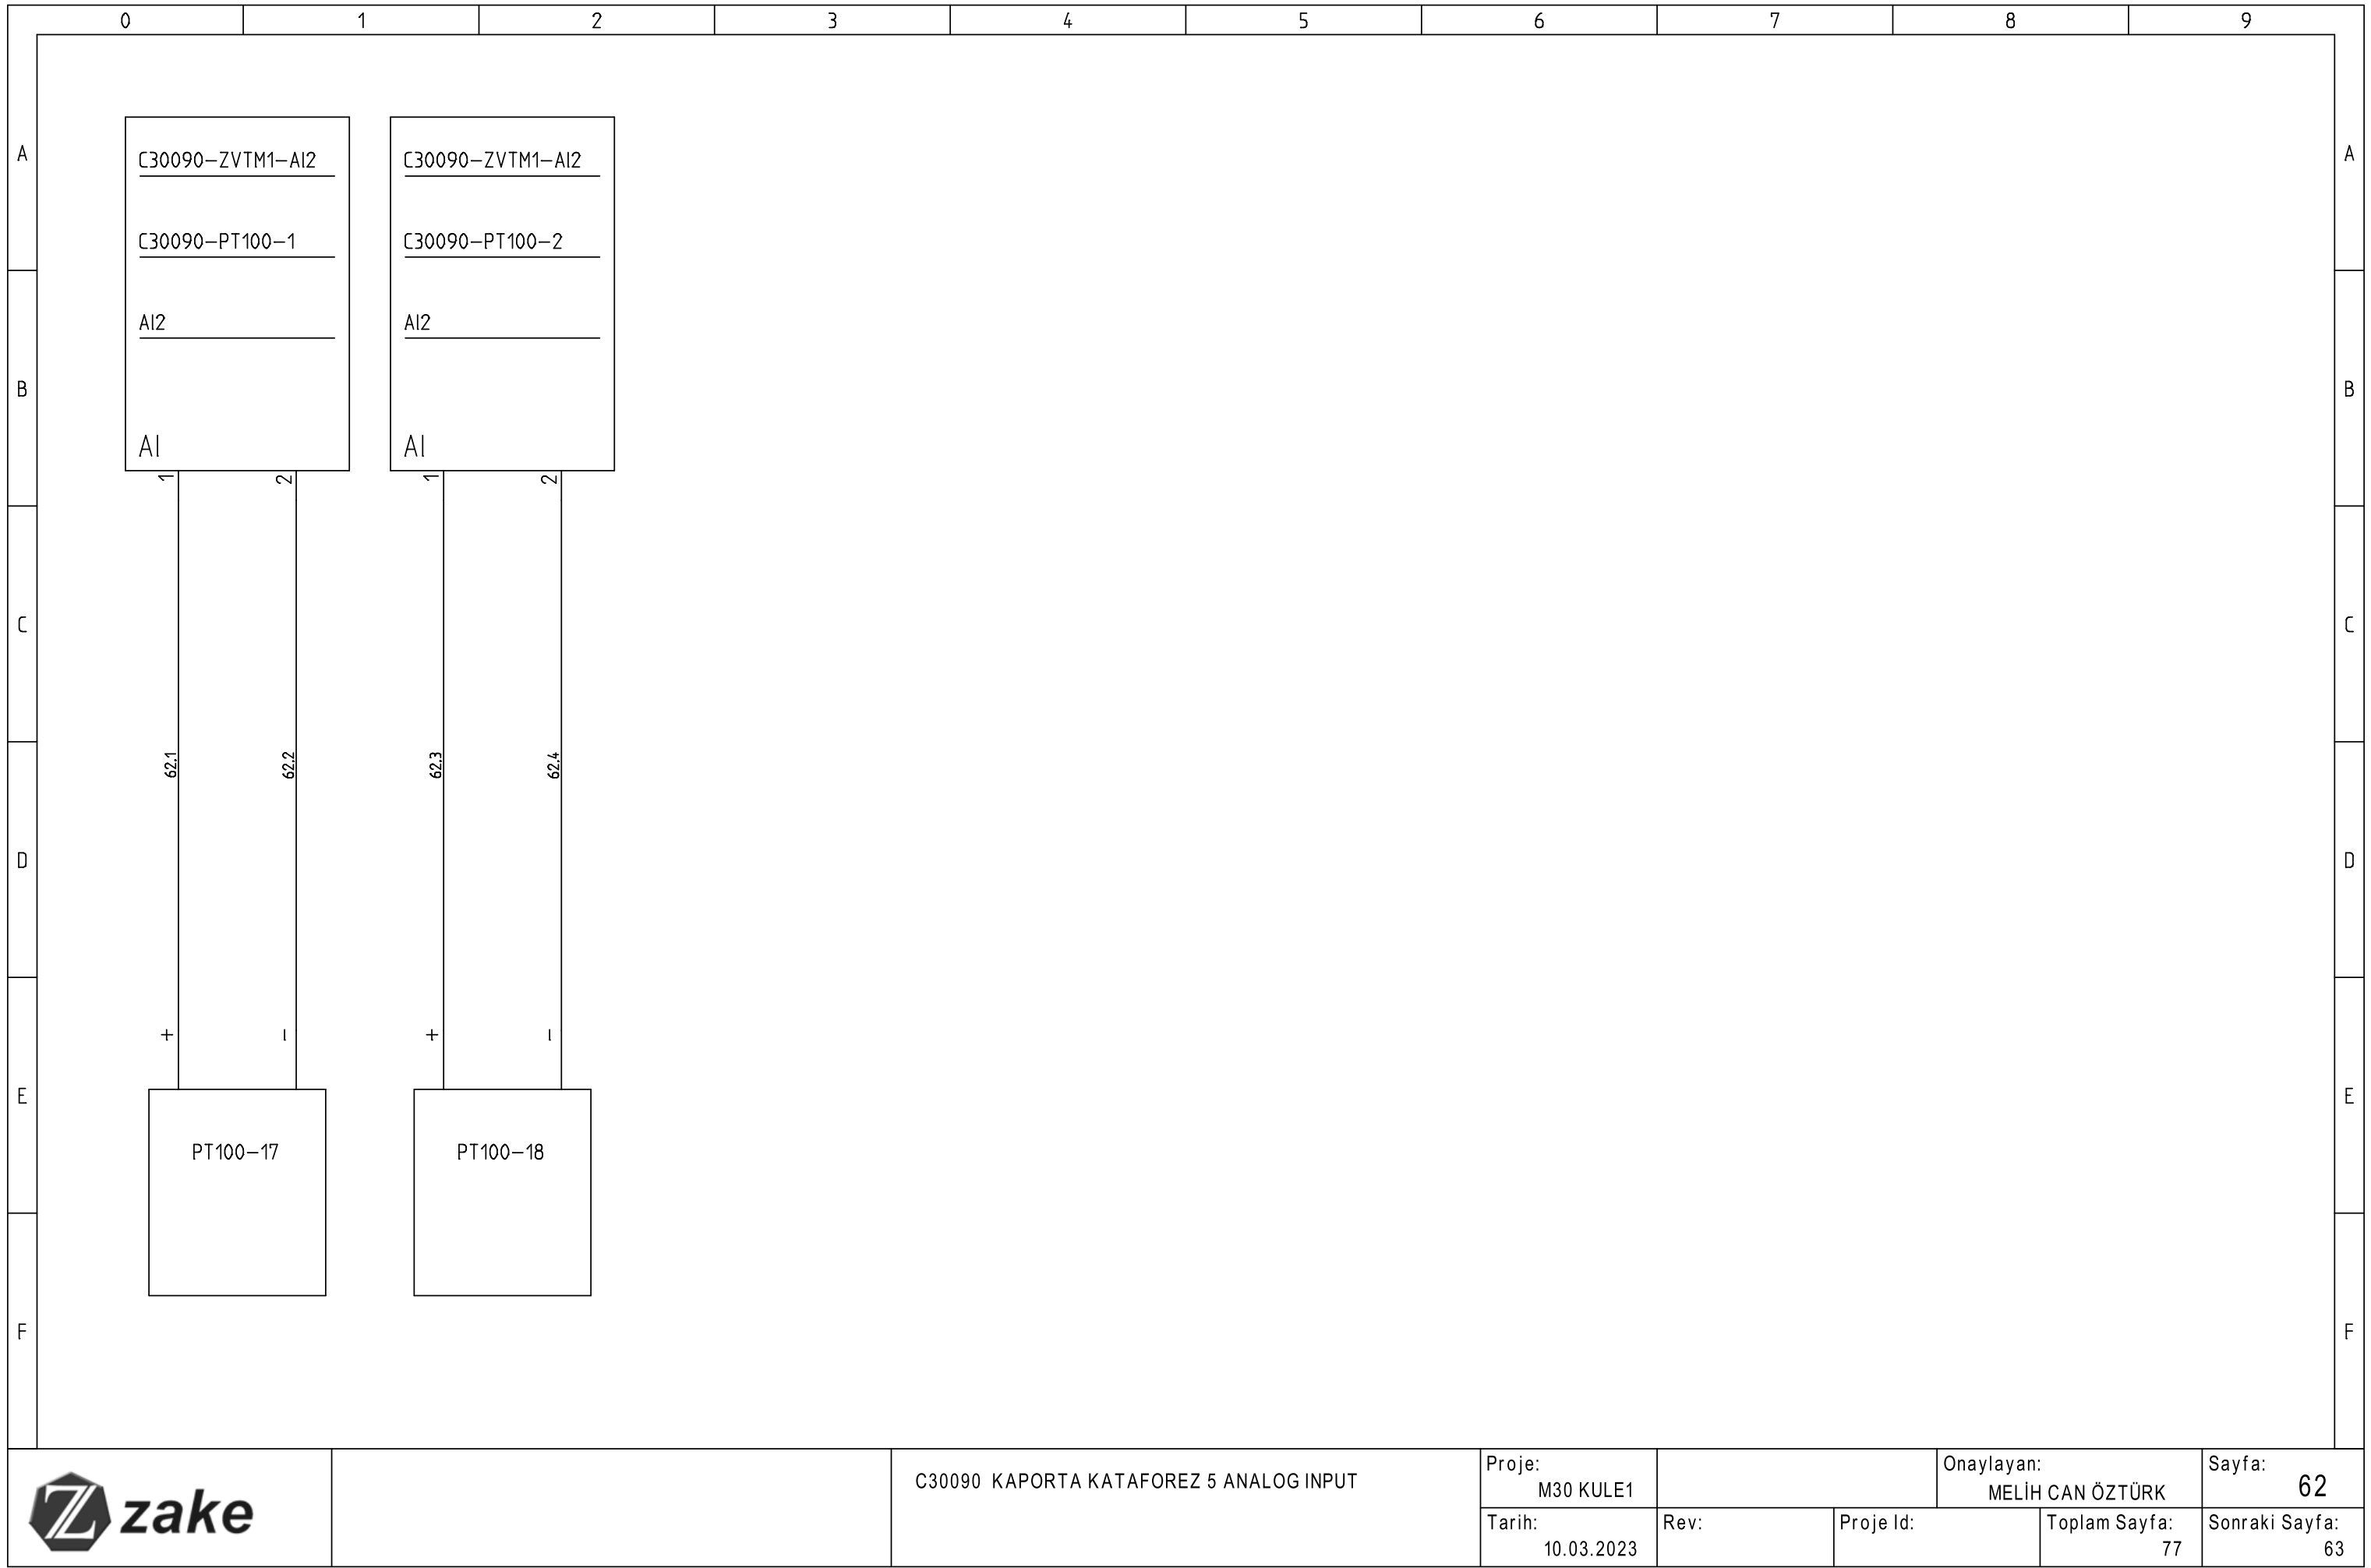 0 1 2 3 4 5 6 7 8 9
A A
C30090-ZVTM1-AI2 C30090-ZVTM1-AI2
C30090-PT100-1 C30090-PT100-2
AI2 AI2
B B
AI AI
1 2 1 2
C C
62.1 62.2 62.3 62.4
D D
+ - + -
E E
PT100-17 PT100-18
F F
zake
C30090 KAPORTA KATAFOREZ 5 ANALOG INPUT
Proje:
M30 KULE1
Onaylayan:
MELİH CAN ÖZTÜRK
Sayfa:
62
Tarih:
10.03.2023
Rev:
Proje Id:
Toplam Sayfa:
77
Sonraki Sayfa:
63